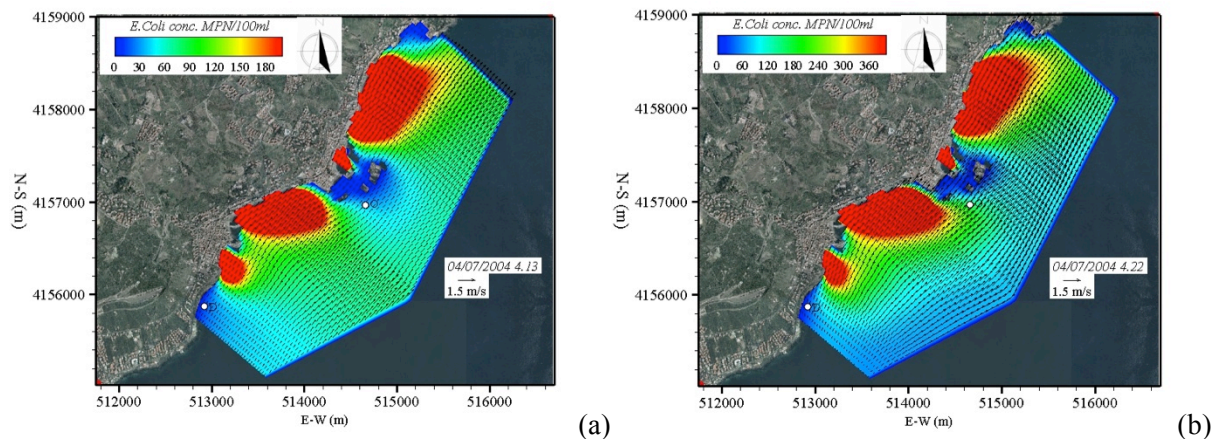 E.Coli conc. MPN/100ml
0 30 60 90 120 150 180
4159000
4158000
4157000
4156000
N-S (m)
04/07/2004 4.13
1.5 m/s
512000 513000 514000 515000 516000
E-W (m)
(a)
E.Coli conc. MPN/100ml
0 60 120 180 240 300 360
4159000
4158000
4157000
4156000
N-S (m)
04/07/2004 4.22
1.5 m/s
512000 513000 514000 515000 516000
E-W (m)
(b)